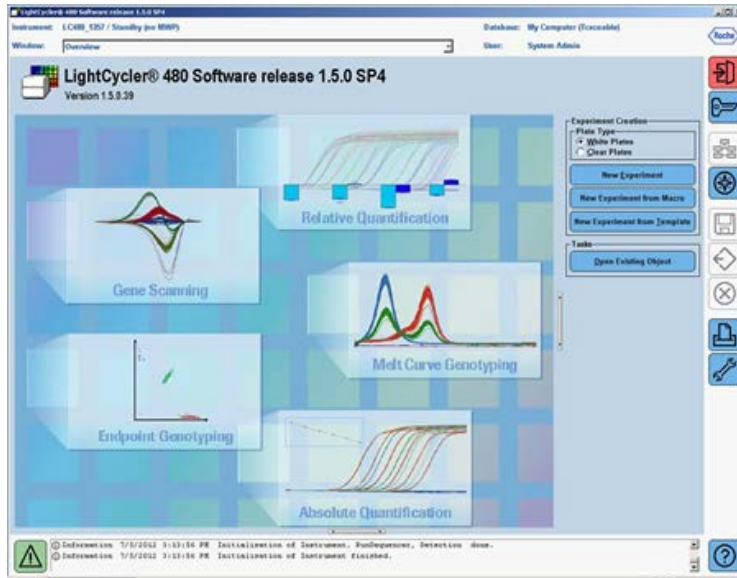 LightCycler® 480 Software release 1.5.0 SP4
Instrument: LC480_1357 / Standby (no MWP)
Database: My Computer (Traceable)
Window: Overview
User: System Admin
Roche
LightCycler® 480 Software release 1.5.0 SP4
Version 1.5.0.39
Experiment Creation
Plate Type
White Plates
Clear Plates
New Experiment
New Experiment from Macro
New Experiment from Template
Tasks
Open Existing Object
Relative Quantification
Gene Scanning
Melt Curve Genotyping
Endpoint Genotyping
Absolute Quantification
Information 7/5/2012 3:13:56 PM Initialization of Instrument, RunSequencer, Detection done.
Information 7/5/2012 3:13:56 PM Initialization of Instrument finished.